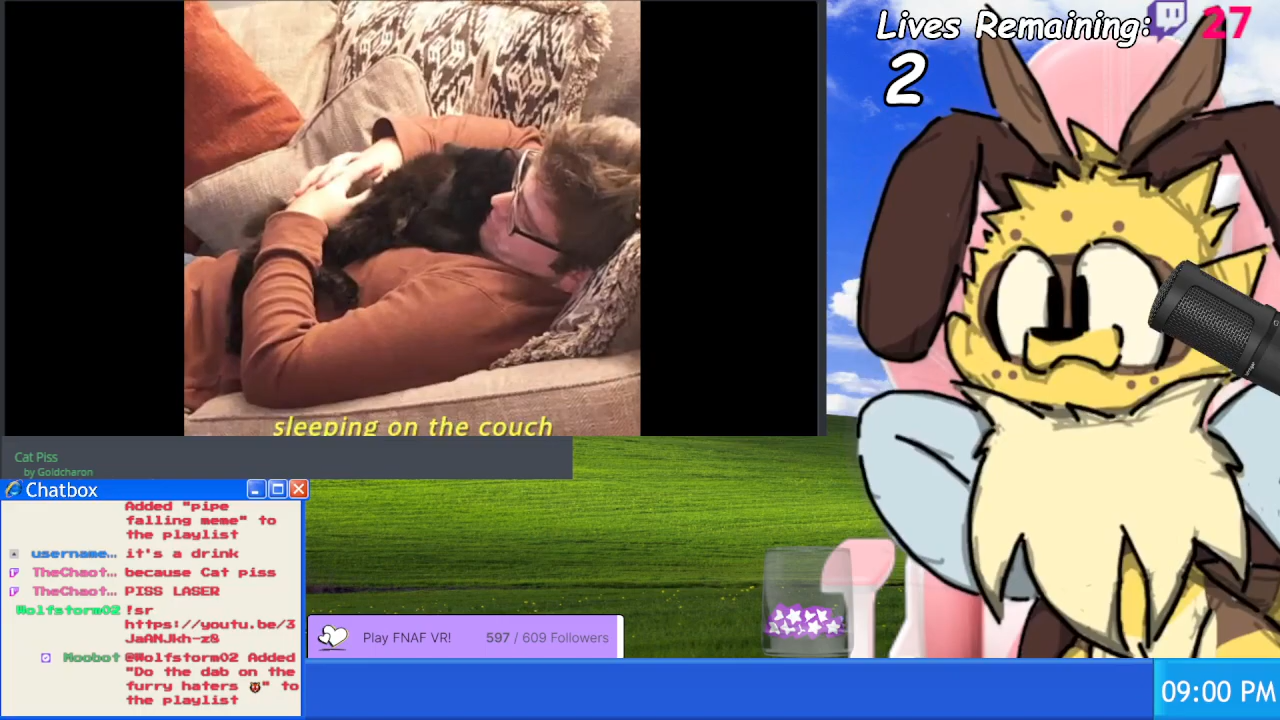 Lives Remaining: 27
2
sleeping on the couch
Cat Piss
by Goldcharon
Chatbox
Added "pipe
falling meme" to
the playlist
username… it's a drink
TheChaot… because Cat piss
TheChaot… PISS LASER
Wolfstorm02 !sr
https://youtu.be/3
JaANJkh-z8
Moobot @Wolfstorm02 Added
"Do the dab on the
furry haters " to
the playlist
Play FNAF VR! 597 / 609 Followers
09:00 PM